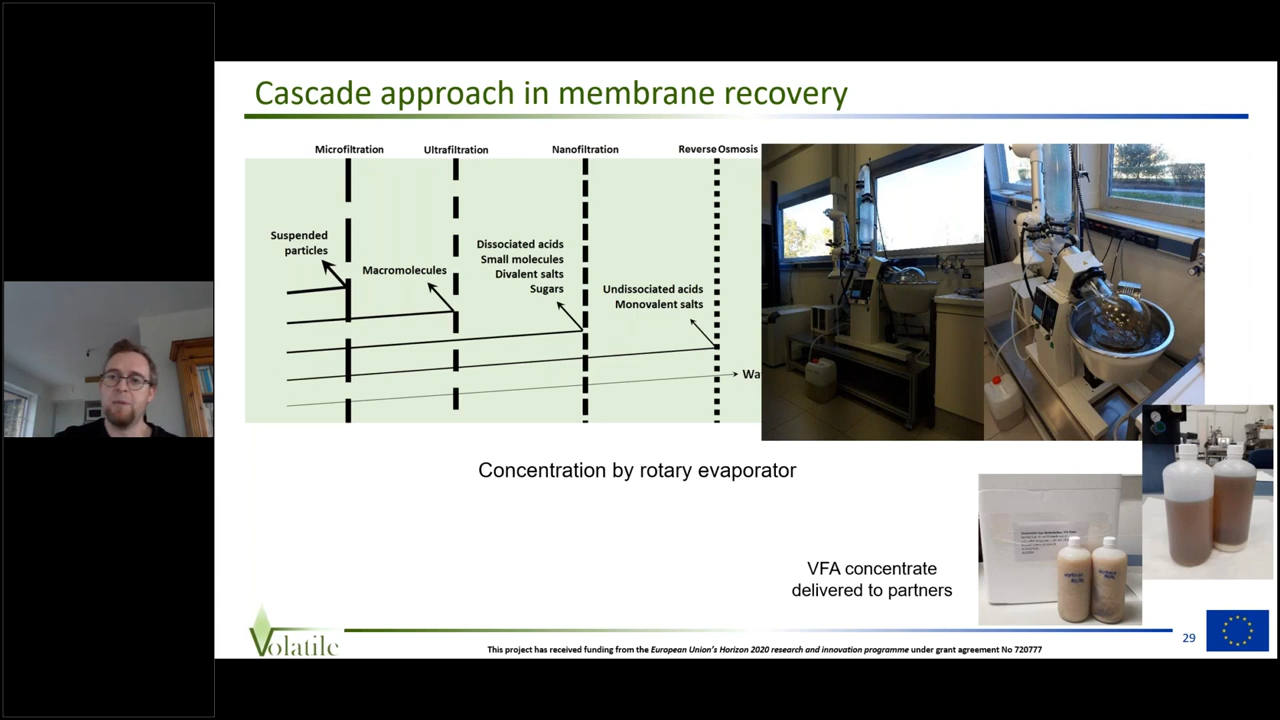 Cascade approach in membrane recovery
Microfiltration
Ultrafiltration
Nanofiltration
Reverse Osmosis
Suspended
particles
Macromolecules
Dissociated acids
Small molecules
Divalent salts
Sugars
Undissociated acids
Monovalent salts
Wa
Concentration by rotary evaporator
VFA concentrate
delivered to partners
Volatile
This project has received funding from the European Union's Horizon 2020 research and innovation programme under grant agreement No 720777
29